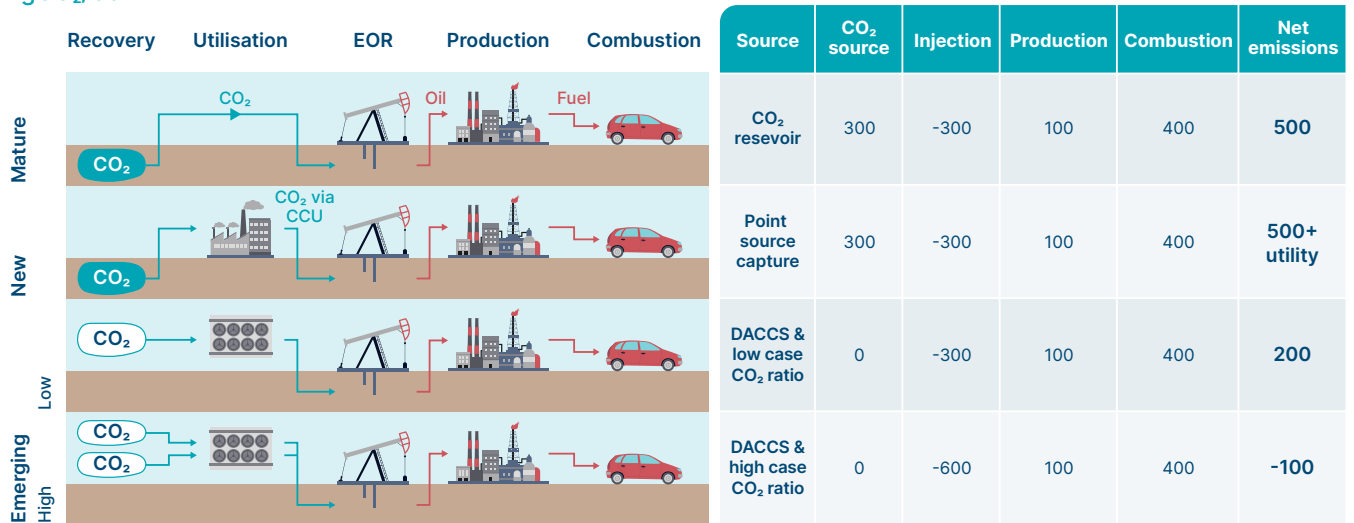 Recovery Utilisation EOR Production Combustion
Source CO₂ source Injection Production Combustion Net emissions
Mature
CO₂
CO₂
Oil
Fuel
CO₂ resevoir 300 -300 100 400 500
New
CO₂
CO₂ via
CCU
Point source capture 300 -300 100 400 500+ utility
Emerging
Low
CO₂
DACCS & low case CO₂ ratio 0 -300 100 400 200
High
CO₂
CO₂
DACCS & high case CO₂ ratio 0 -600 100 400 -100